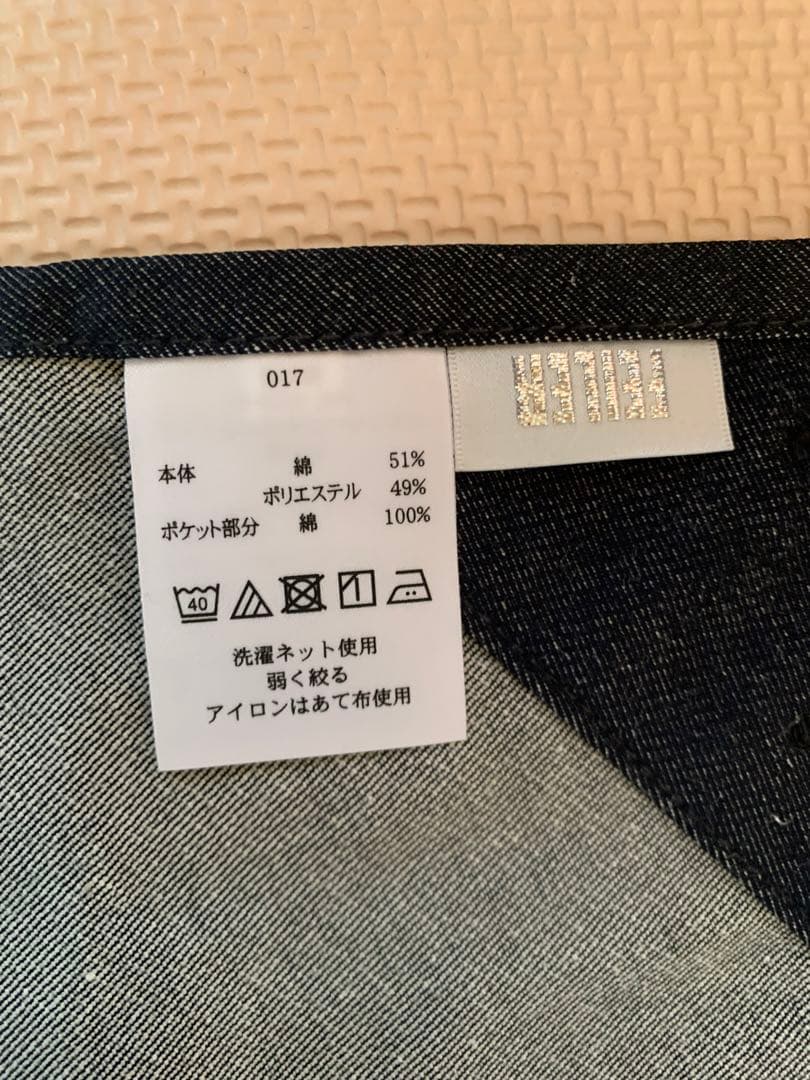 017
本体 綿 51%
ポリエステル 49%
ポケット部分 綿 100%
40
洗濯ネット使用
弱く絞る
アイロンはあて布使用